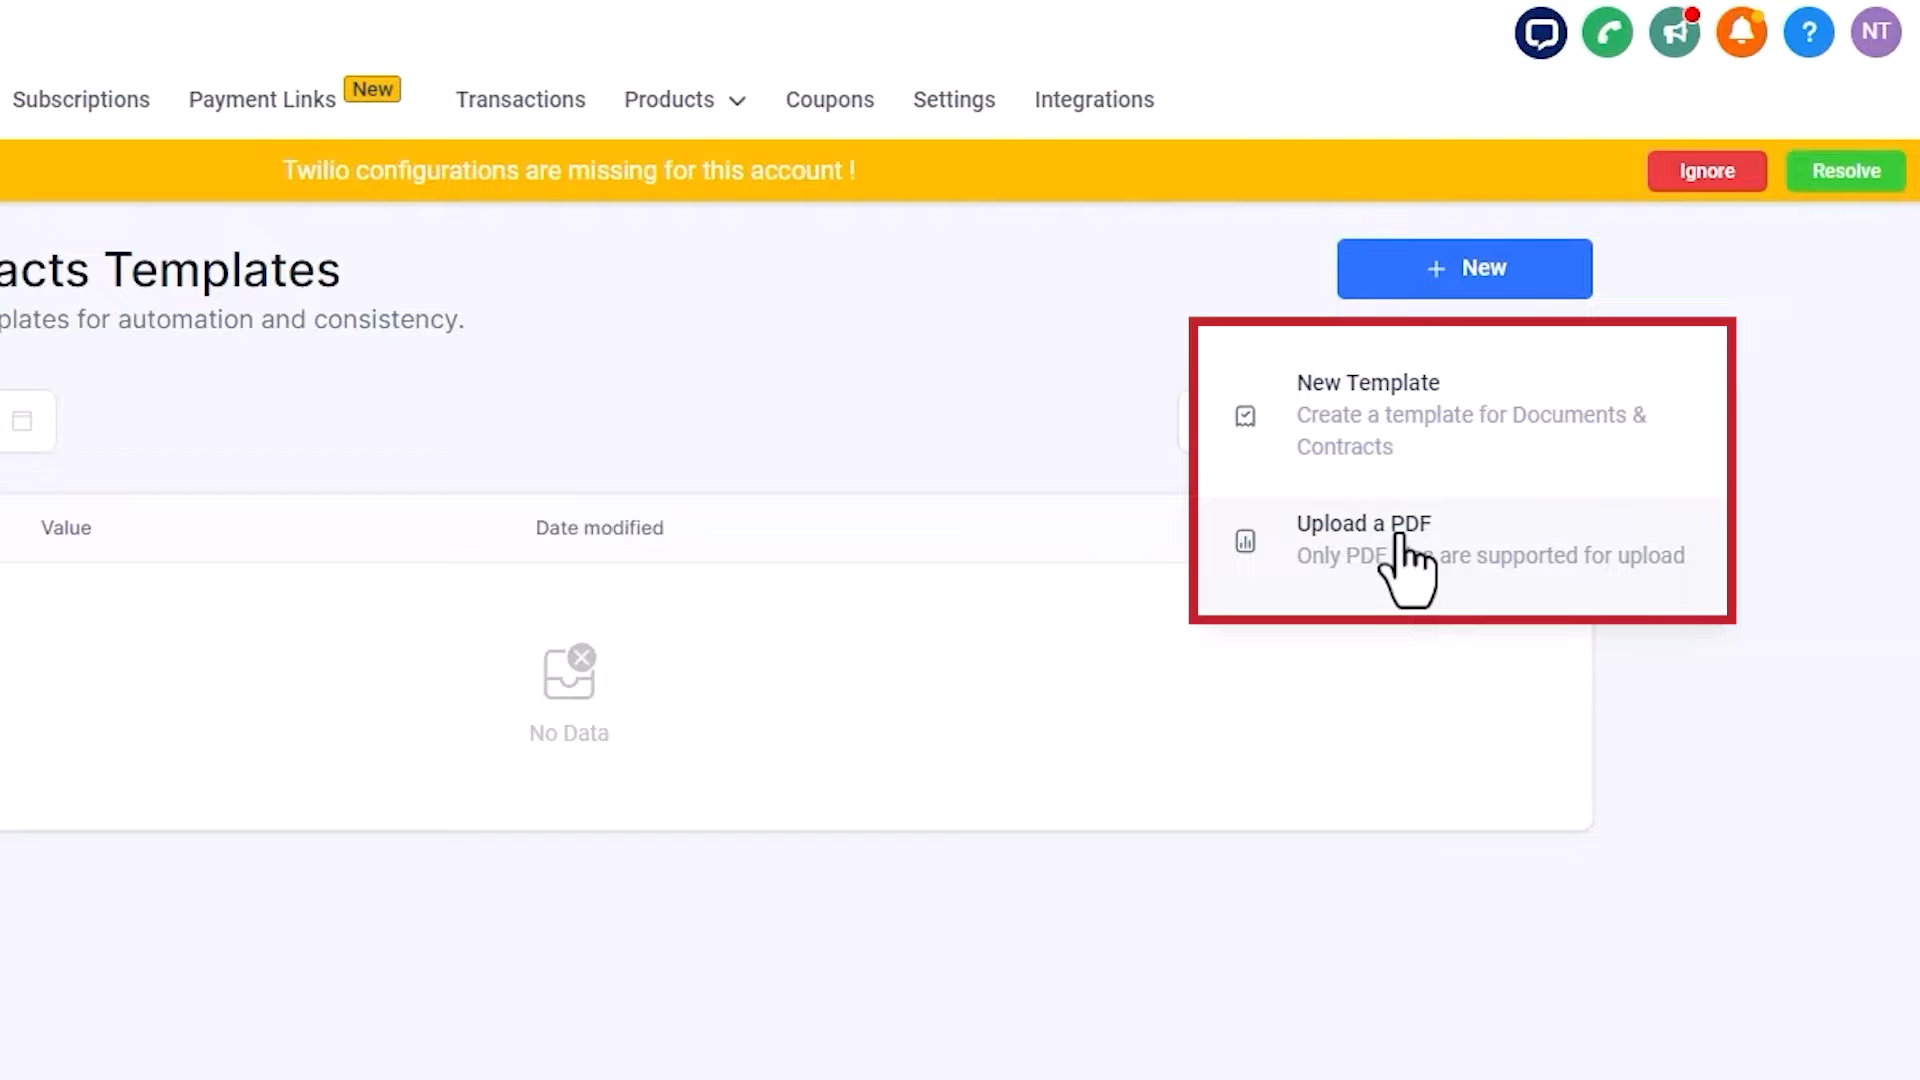 NT
Subscriptions Payment Links New Transactions Products Coupons Settings Integrations
Twilio configurations are missing for this account !
Ignore Resolve
acts Templates
+ New
plates for automation and consistency.
New Template
Create a template for Documents &
Contracts
Upload a PDF
Only PDF are supported for upload
Value Date modified
No Data